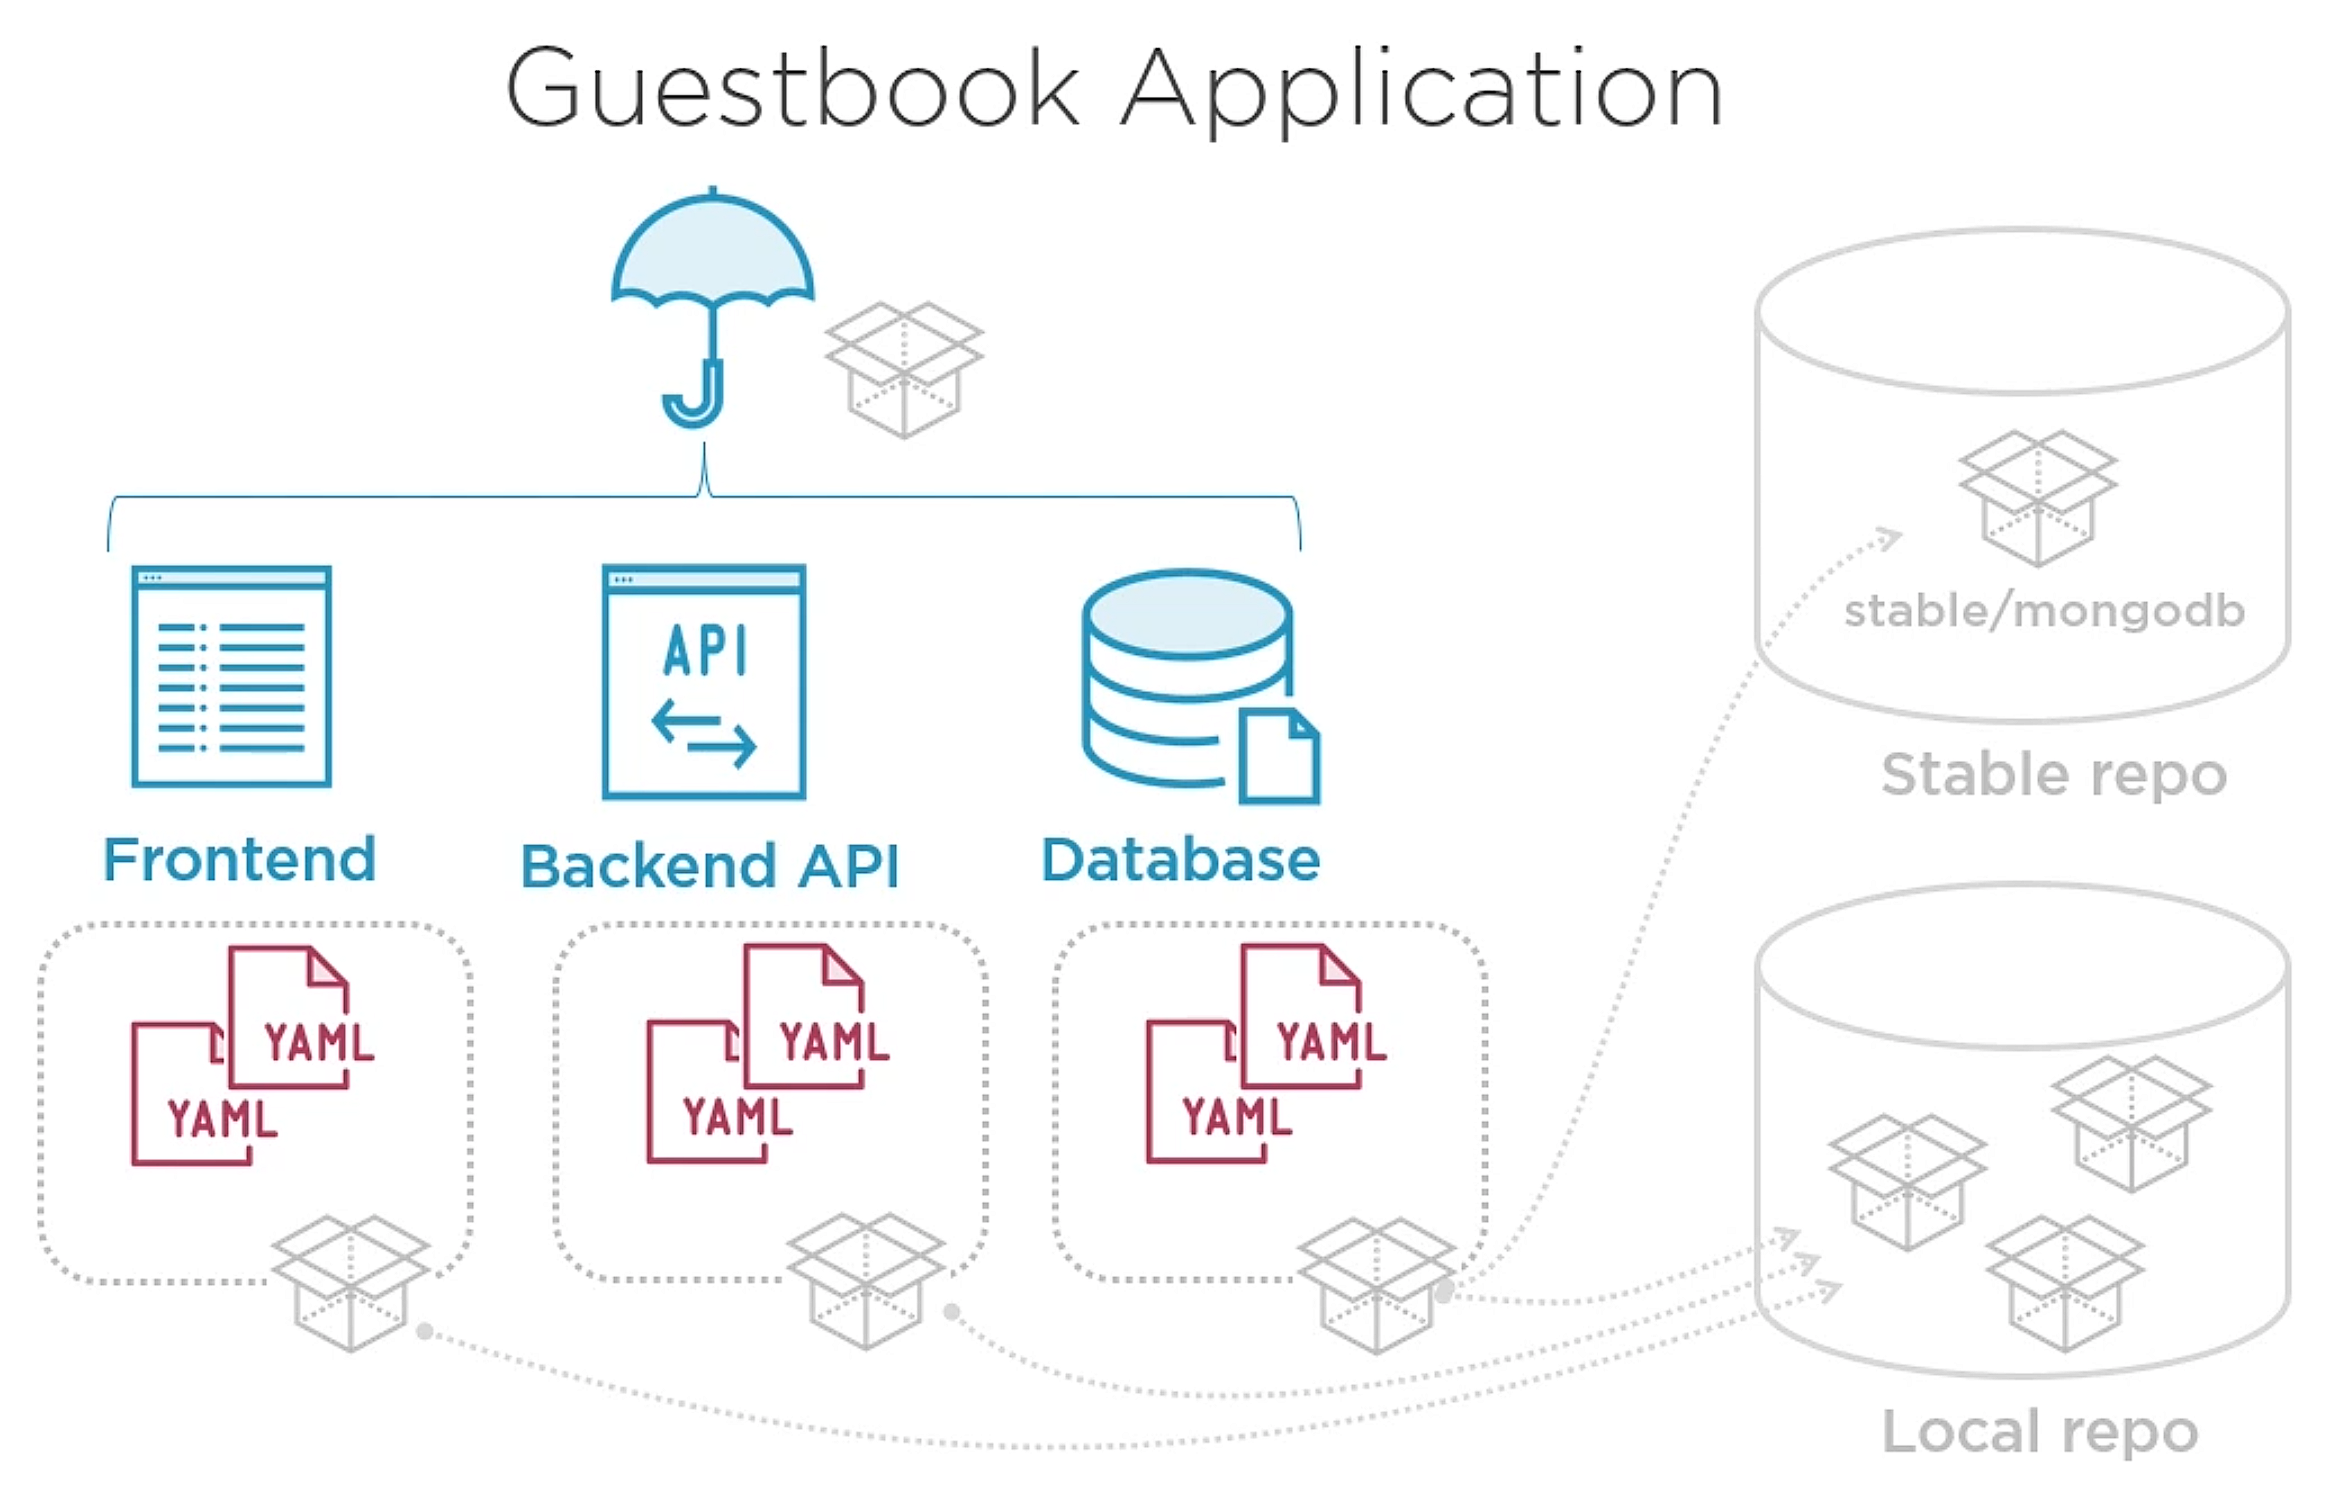 Guestbook Application
stable/mongodb
Stable repo
API
Frontend
Backend API
Database
YAML
YAML
YAML
YAML
YAML
YAML
Local repo